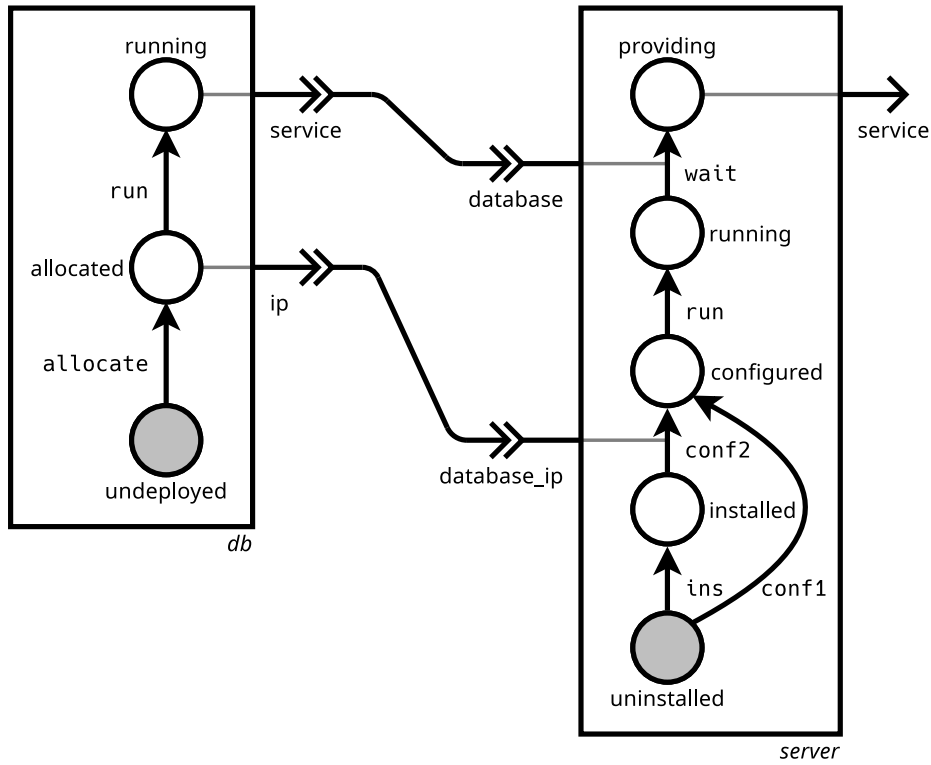 running
service
run
allocated
ip
allocate
undeployed
db
database
database_ip
providing
service
wait
running
run
configured
conf2
installed
ins
conf1
uninstalled
server